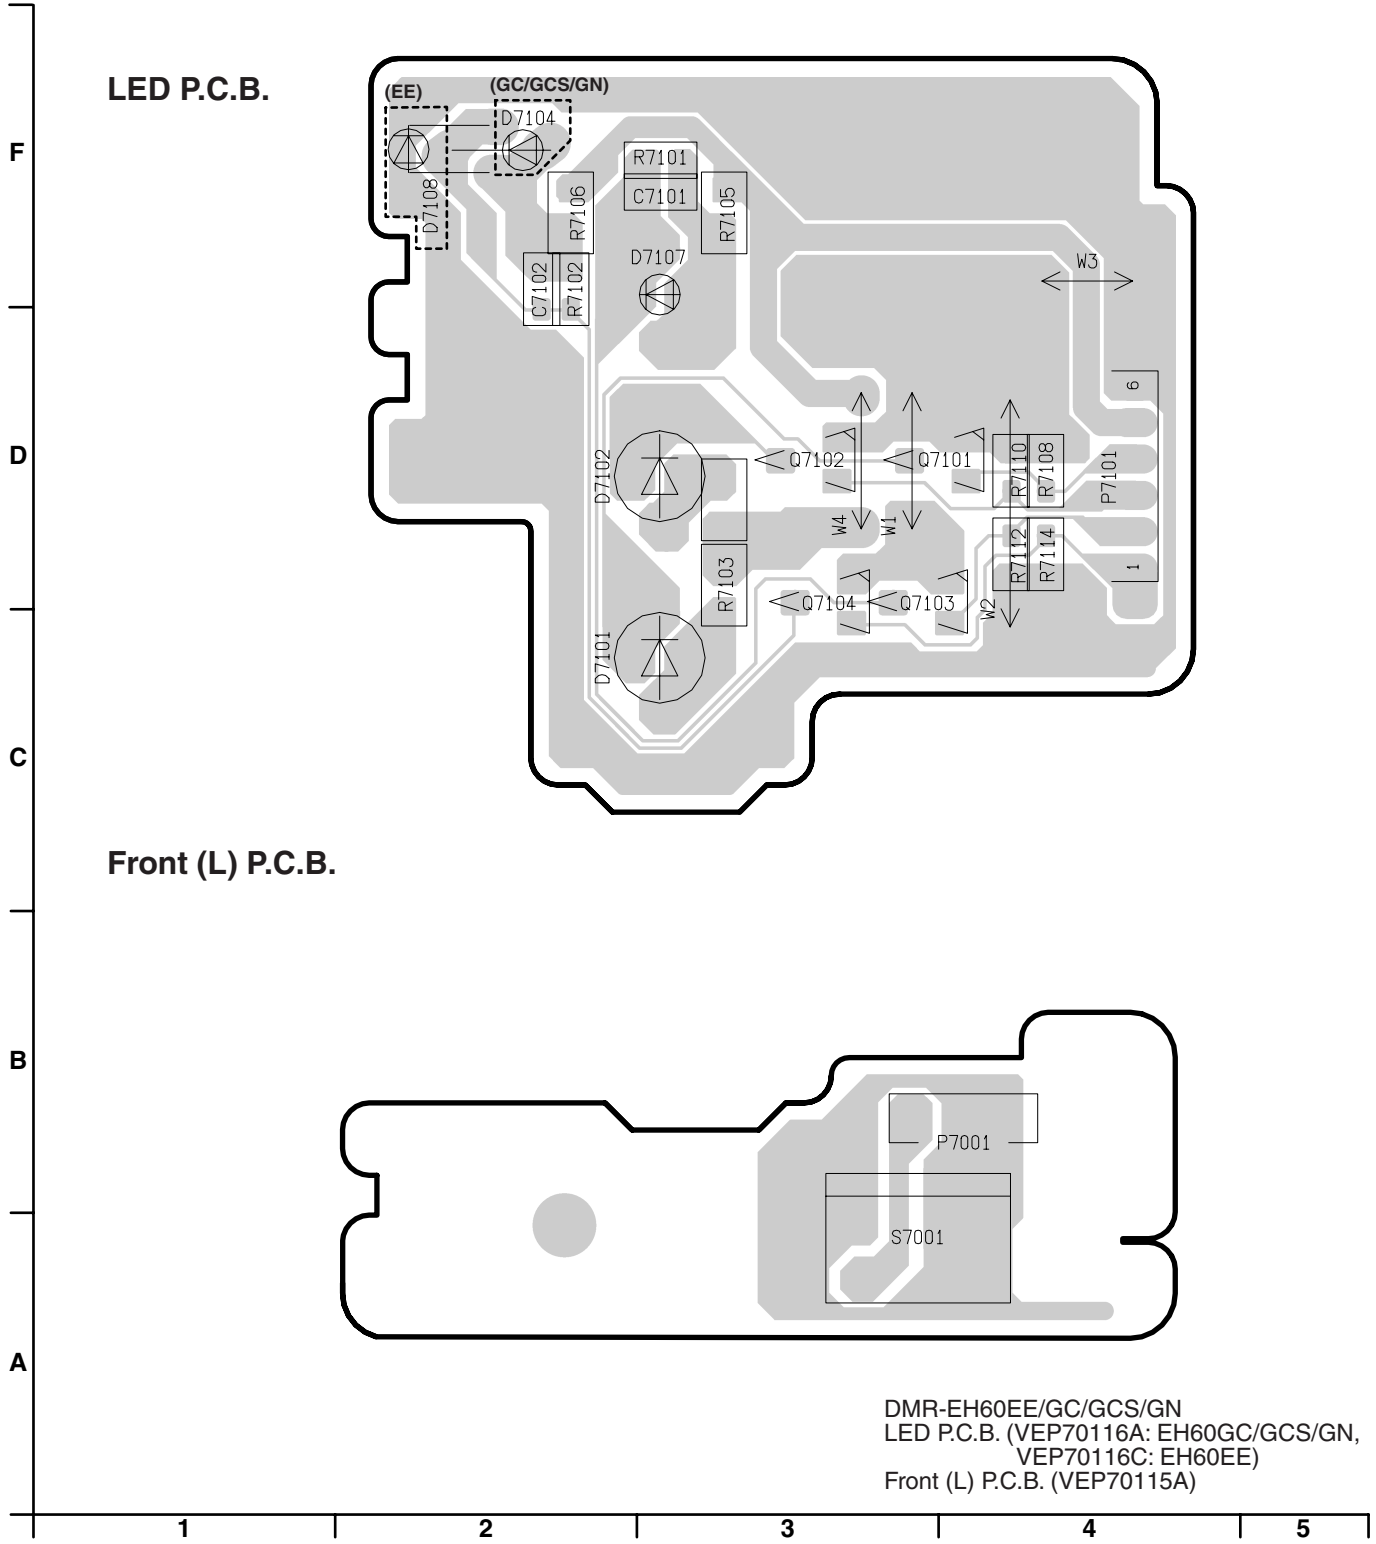 LED P.C.B.
(EE)
(GC/GCS/GN)
D7104
F
R7101
C7101
D7108
R7106
R7105
D7107
W3
C7102
R7102
6
D
D7102
Q7102
Q7101
R7110
R7108
P7101
W4
W1
R7112
R7114
1
R7103
Q7104
Q7103
W2
D7101
C
Front (L) P.C.B.
B
P7001
S7001
A
DMR-EH60EE/GC/GCS/GN
LED P.C.B. (VEP70116A: EH60GC/GCS/GN,
VEP70116C: EH60EE)
Front (L) P.C.B. (VEP70115A)
1 2 3 4 5